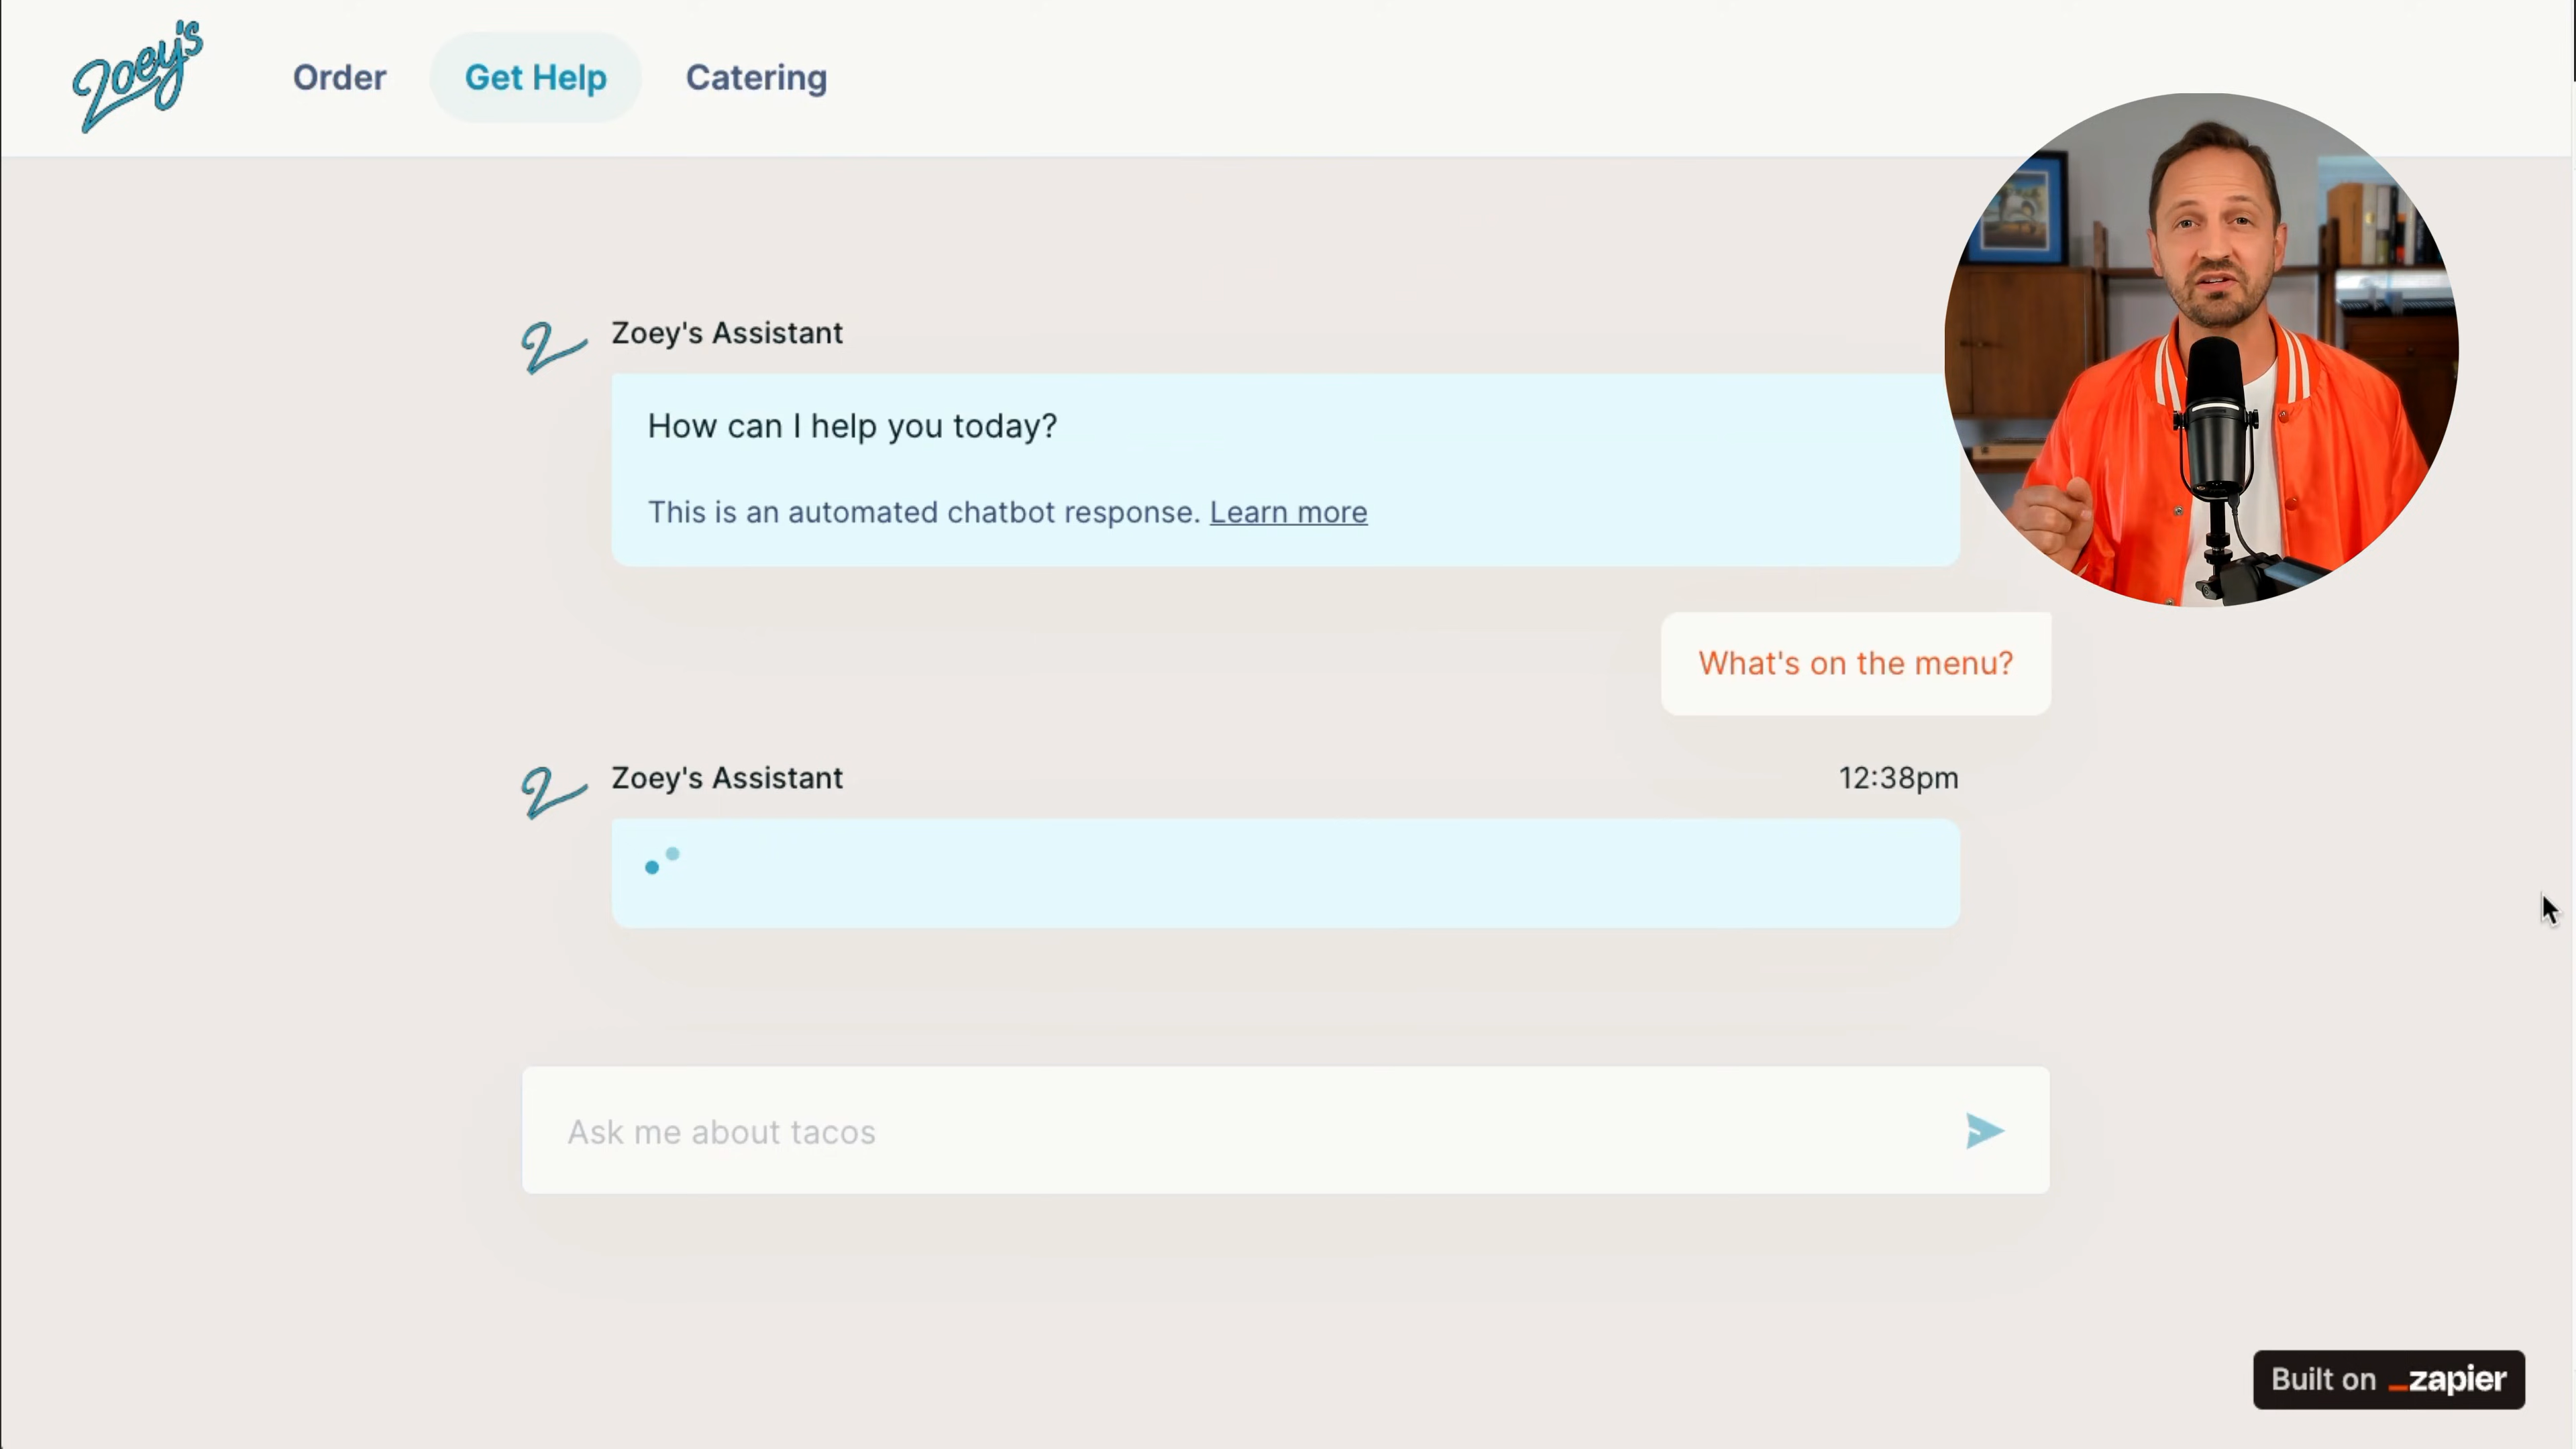 Zoey's
Order
Get Help
Catering
Zoey's Assistant
How can I help you today?
This is an automated chatbot response. Learn more
What's on the menu?
Zoey's Assistant
12:38pm
Ask me about tacos
Built on _zapier